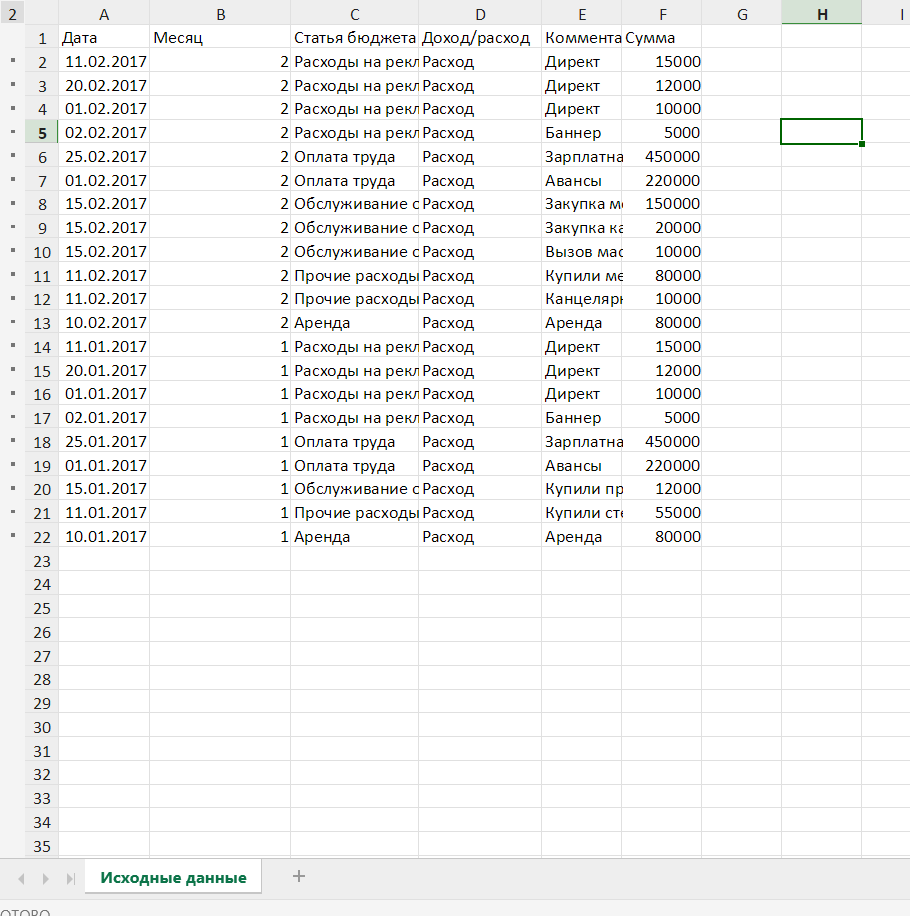 2 A B C D E F G H I
1 Дата Месяц Статья бюджета Доход/расход Коммента Сумма
2 11.02.2017 2 Расходы на рекл Расход Директ 15000
3 20.02.2017 2 Расходы на рекл Расход Директ 12000
4 01.02.2017 2 Расходы на рекл Расход Директ 10000
5 02.02.2017 2 Расходы на рекл Расход Баннер 5000
6 25.02.2017 2 Оплата труда Расход Зарплатна 450000
7 01.02.2017 2 Оплата труда Расход Авансы 220000
8 15.02.2017 2 Обслуживание о Расход Закупка ме 150000
9 15.02.2017 2 Обслуживание о Расход Закупка ка 20000
10 15.02.2017 2 Обслуживание о Расход Вызов мас 10000
11 11.02.2017 2 Прочие расходы Расход Купили ме 80000
12 11.02.2017 2 Прочие расходы Расход Канцелярн 10000
13 10.02.2017 2 Аренда Расход Аренда 80000
14 11.01.2017 1 Расходы на рекл Расход Директ 15000
15 20.01.2017 1 Расходы на рекл Расход Директ 12000
16 01.01.2017 1 Расходы на рекл Расход Директ 10000
17 02.01.2017 1 Расходы на рекл Расход Баннер 5000
18 25.01.2017 1 Оплата труда Расход Зарплатна 450000
19 01.01.2017 1 Оплата труда Расход Авансы 220000
20 15.01.2017 1 Обслуживание о Расход Купили пр 12000
21 11.01.2017 1 Прочие расходы Расход Купили сте 55000
22 10.01.2017 1 Аренда Расход Аренда 80000
23
24
25
26
27
28
29
30
31
32
33
34
35
Исходные данные +
ОТОВО